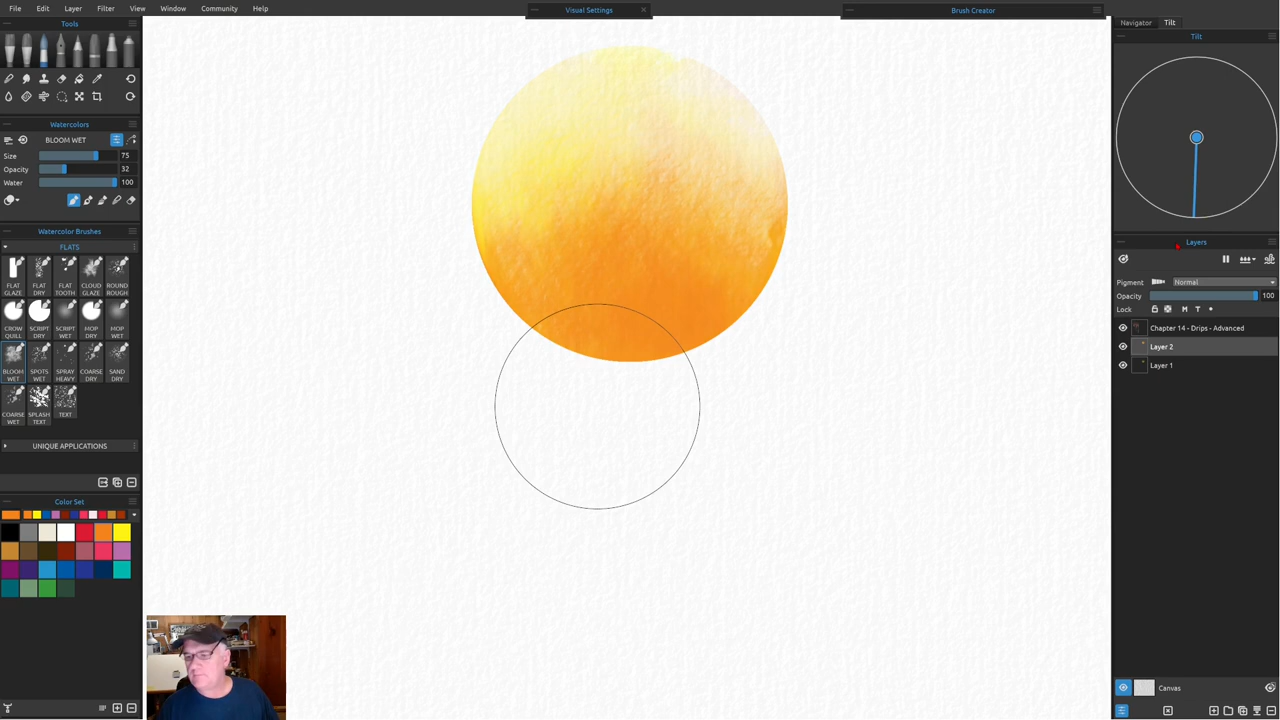 File Edit Layer Filter View Window Community Help
Visual Settings
Brush Creator
Tools
Navigator Tilt
Tilt
Watercolors
BLOOM WET
Size 75
Opacity 32
Water 100
Watercolor Brushes
FLATS
FLAT GLAZE
FLAT DRY
FLAT TOOTH
CLOUD GLAZE
ROUND ROUGH
CROW QUILL
SCRIPT DRY
SCRIPT WET
MOP DRY
MOP WET
BLOOM WET
SPOTS WET
SPRAY HEAVY
COARSE DRY
SAND DRY
COARSE WET
SPLASH TEXT
TEXT
UNIQUE APPLICATIONS
Color Set
Layers
Pigment Normal
Opacity 100
Lock M T
Chapter 14 - Drips - Advanced
Layer 2
Layer 1
Canvas